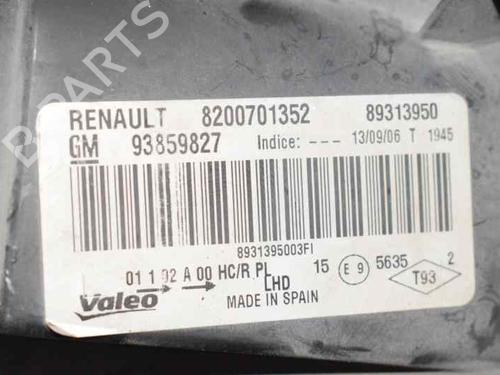 B-PARTS
RENAULT 8200701352 89313950
GM 93859827 Indice: --- 13/09/06 T 1945
8931395003FI
01 1 02 A 00 HC/R PL 15 E 9 5635 2
LHD T93
Valeo MADE IN SPAIN